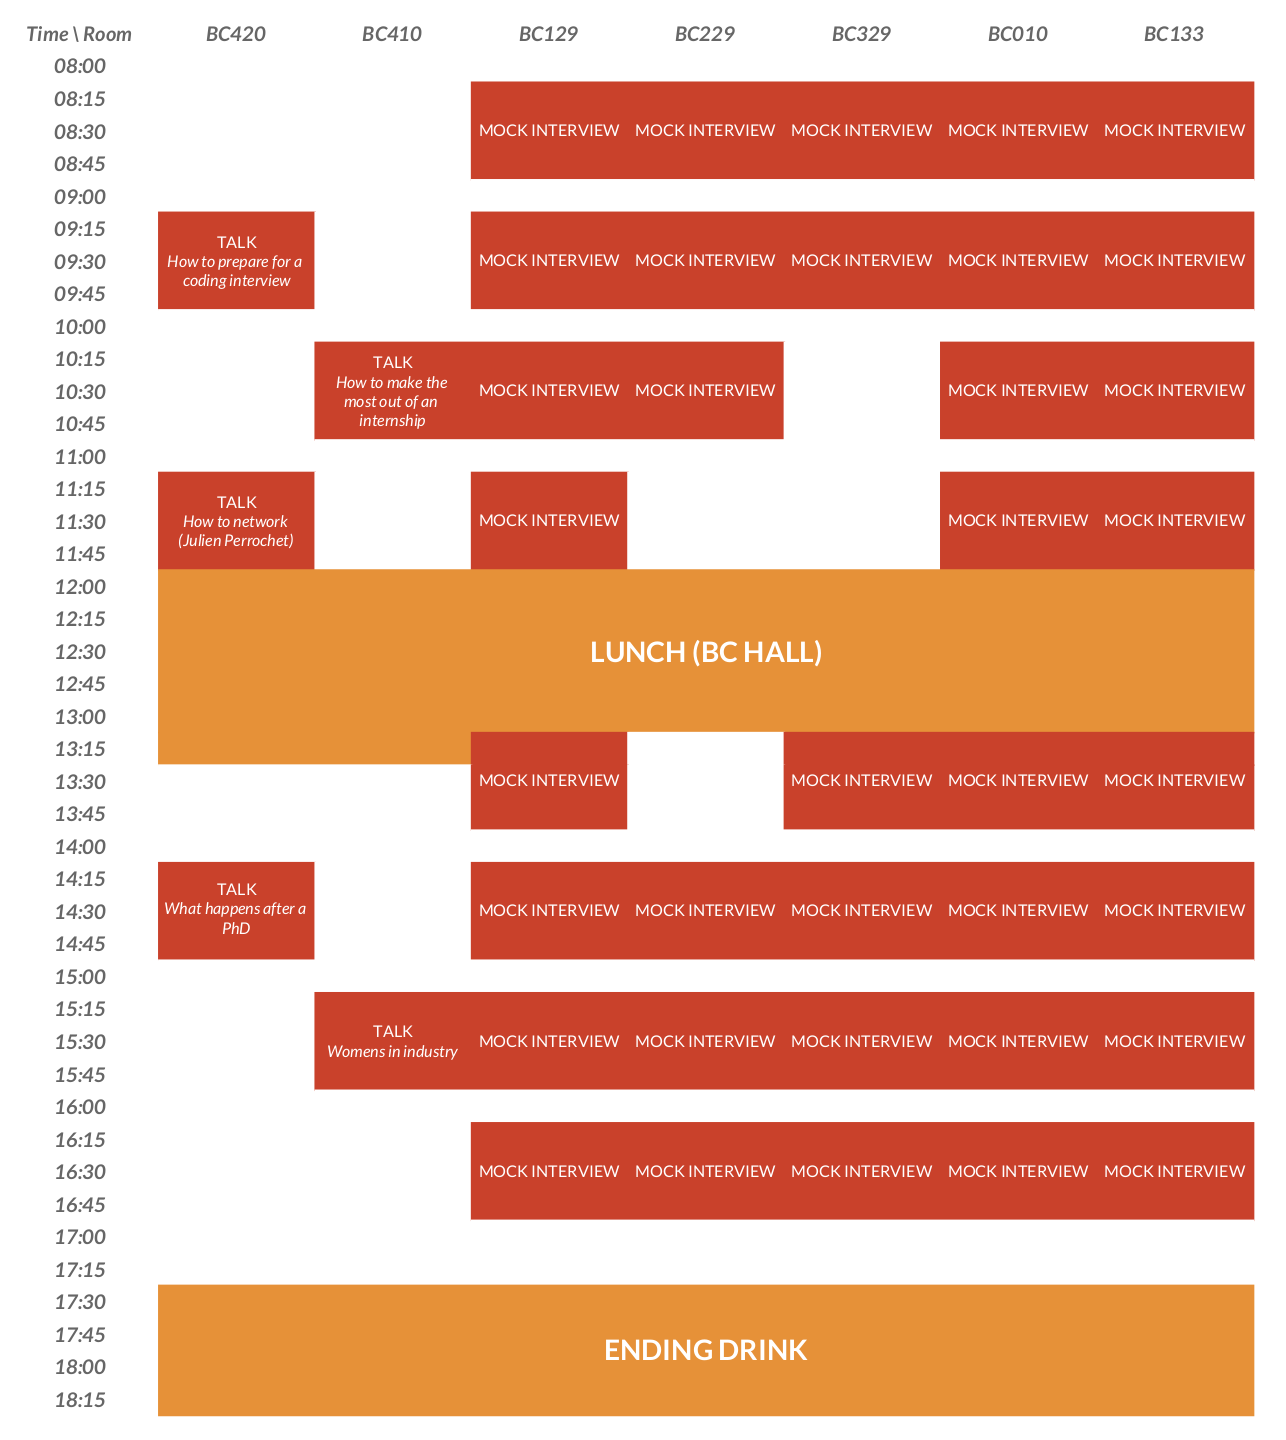 Time \ Room BC420 BC410 BC129 BC229 BC329 BC010 BC133
08:00
08:15
08:30 MOCK INTERVIEW MOCK INTERVIEW MOCK INTERVIEW MOCK INTERVIEW MOCK INTERVIEW
08:45
09:00
09:15
TALK
How to prepare for a
coding interview
09:30 MOCK INTERVIEW MOCK INTERVIEW MOCK INTERVIEW MOCK INTERVIEW MOCK INTERVIEW
09:45
10:00
10:15
TALK
How to make the
most out of an
internship
10:30 MOCK INTERVIEW MOCK INTERVIEW MOCK INTERVIEW MOCK INTERVIEW
10:45
11:00
11:15
TALK
How to network
(Julien Perrochet)
11:30 MOCK INTERVIEW MOCK INTERVIEW MOCK INTERVIEW
11:45
12:00
12:15
12:30 LUNCH (BC HALL)
12:45
13:00
13:15
13:30 MOCK INTERVIEW MOCK INTERVIEW MOCK INTERVIEW MOCK INTERVIEW
13:45
14:00
14:15
TALK
What happens after a
PhD
14:30 MOCK INTERVIEW MOCK INTERVIEW MOCK INTERVIEW MOCK INTERVIEW MOCK INTERVIEW
14:45
15:00
15:15
TALK
Womens in industry
15:30 MOCK INTERVIEW MOCK INTERVIEW MOCK INTERVIEW MOCK INTERVIEW MOCK INTERVIEW
15:45
16:00
16:15
16:30 MOCK INTERVIEW MOCK INTERVIEW MOCK INTERVIEW MOCK INTERVIEW MOCK INTERVIEW
16:45
17:00
17:15
17:30
17:45 ENDING DRINK
18:00
18:15